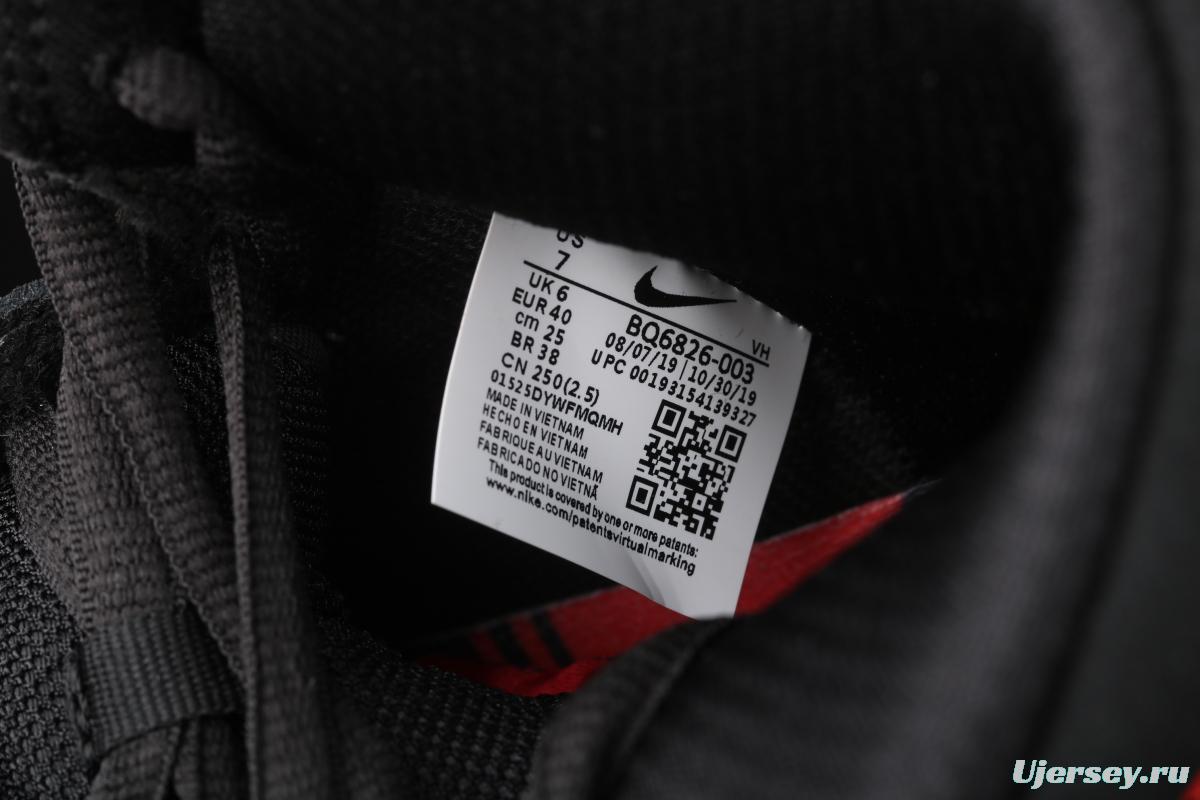 US
7
UK 6
EUR 40
cm 25
BR 38
CN 250(2.5)
01525DYWFMQMH
MADE IN VIETNAM
HECHO EN VIETNAM
FABRIQUE AU VIETNAM
FABRICADO NO VIETNÃ
VH
BQ6826-003
08/07/19|10/30/19
UPC 00193154139327
This product is covered by one or more patents:
www.nike.com/patentsvirtualmarking
Ujersey.ru